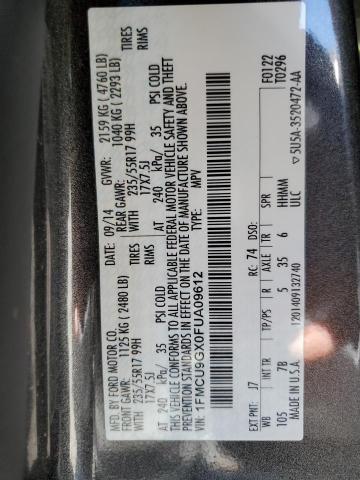 MFD. BY FORD MOTOR CO.
DATE: 09/14 GVWR: 2159 KG ( 4760 LB)
FRONT GAWR: 1125 KG ( 2480 LB) REAR GAWR: 1040 KG ( 2293 LB)
WITH 235/55R17 99H TIRES WITH 235/55R17 99H TIRES
17X7.5J RIMS 17X7.5J RIMS
AT 240 kPa/ 35 PSI COLD AT 240 kPa/ 35 PSI COLD
THIS VEHICLE CONFORMS TO ALL APPLICABLE FEDERAL MOTOR VEHICLE SAFETY AND THEFT
PREVENTION STANDARDS IN EFFECT ON THE DATE OF MANUFACTURE SHOWN ABOVE.
VIN: 1FMCU9GX0FUA09612 TYPE: MPV
F0122
T0296
EXT PNT: J7 RC: 74 DSO:
WB INT TR TP/PS R AXLE TR SPR
105 7B 5 35 6 HHMM
MADE IN U.S.A. ULC
1201409132740
▽5U5A-3520472-AA